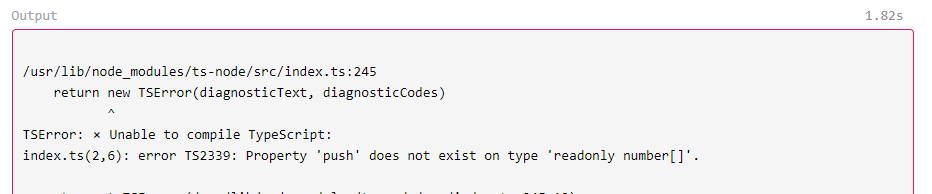 Output 1.82s
/usr/lib/node_modules/ts-node/src/index.ts:245
    return new TSError(diagnosticText, diagnosticCodes)
           ^
TSError: × Unable to compile TypeScript:
index.ts(2,6): error TS2339: Property 'push' does not exist on type 'readonly number[]'.